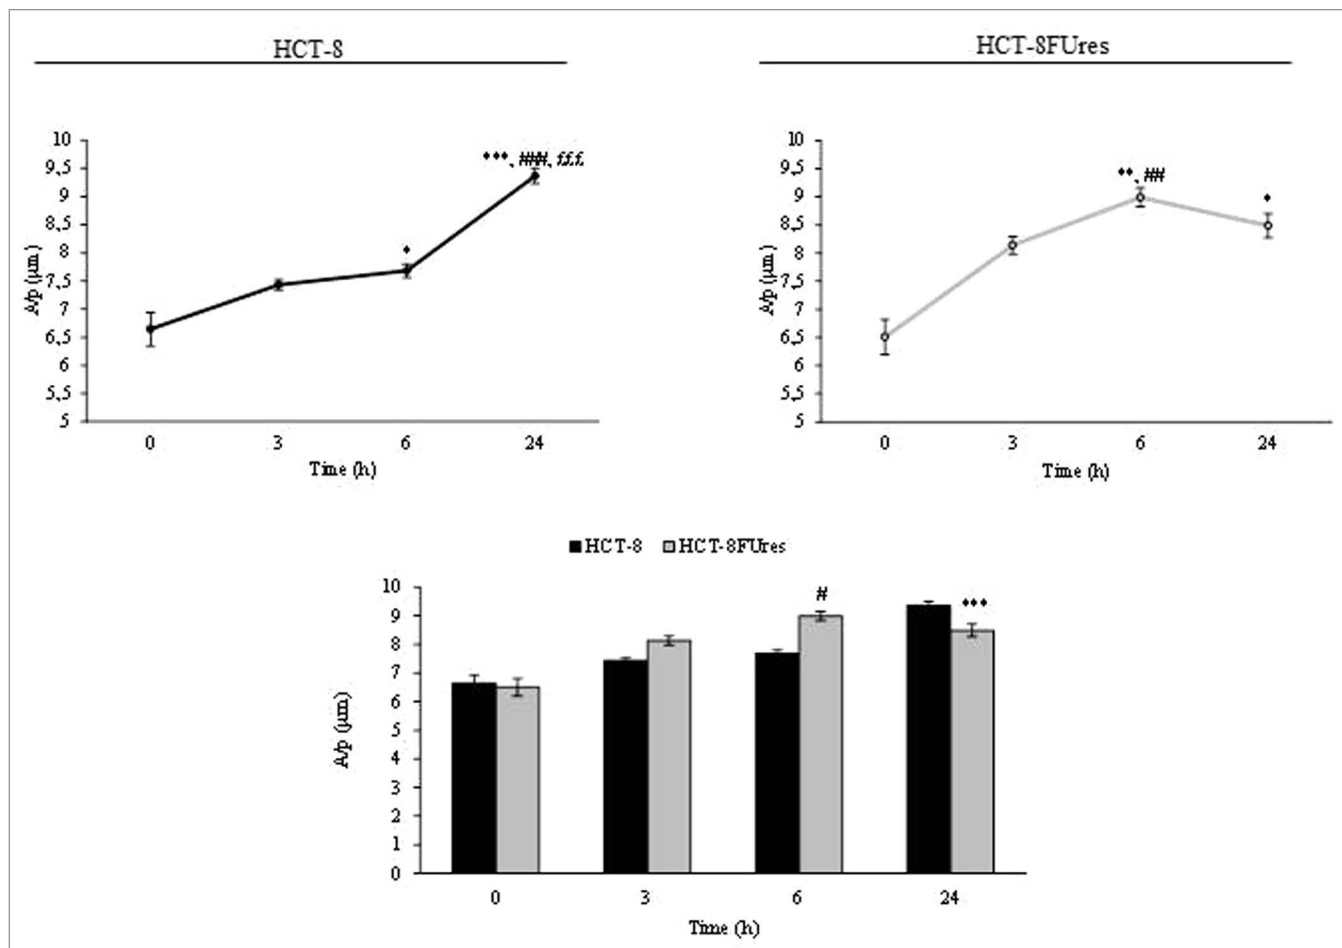 HCT-8
HCT-8FUres
10
9,5
9
8,5
8
7,5
7
6,5
6
5,5
5
A/p (µm)
***, ###, £££
*
0 3 6 24
Time (h)
10
9,5
9
8,5
8
7,5
7
6,5
6
5,5
5
A/p (µm)
**, ##
*
0 3 6 24
Time (h)
HCT-8 HCT-8FUres
10
9
8
7
6
5
4
3
2
1
0
A/p (µm)
#
***
0 3 6 24
Time (h)